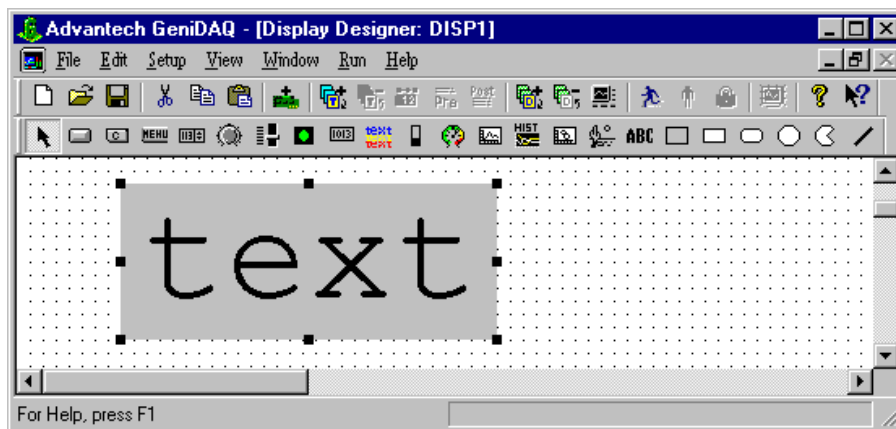 Advantech GeniDAQ - [Display Designer: DISP1]
File Edit Setup View Window Run Help
Pre Post
MENU text text HIST ABC
text
For Help, press F1